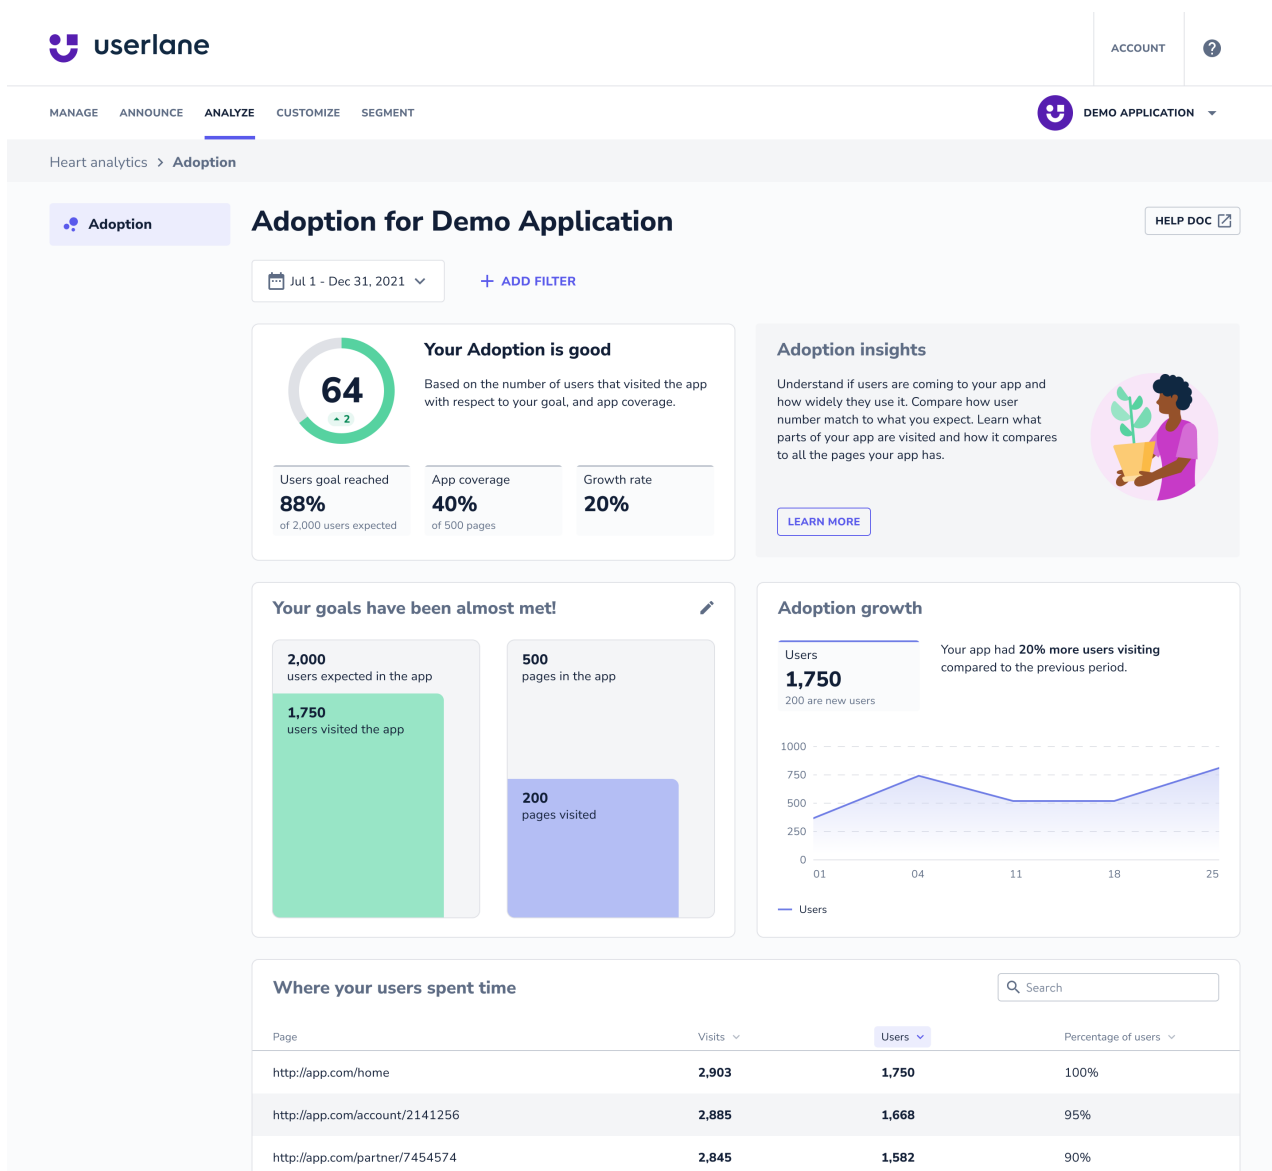 userlane
ACCOUNT
?
MANAGE
ANNOUNCE
ANALYZE
CUSTOMIZE
SEGMENT
DEMO APPLICATION
Heart analytics > Adoption
Adoption
Adoption for Demo Application
HELP DOC
Jul 1 - Dec 31, 2021
+ ADD FILTER
64
2
Your Adoption is good
Based on the number of users that visited the app
with respect to your goal, and app coverage.
Users goal reached
88%
of 2,000 users expected
App coverage
40%
of 500 pages
Growth rate
20%
Adoption insights
Understand if users are coming to your app and
how widely they use it. Compare how user
number match to what you expect. Learn what
parts of your app are visited and how it compares
to all the pages your app has.
LEARN MORE
Your goals have been almost met!
2,000
users expected in the app
1,750
users visited the app
500
pages in the app
200
pages visited
Adoption growth
Users
1,750
200 are new users
Your app had 20% more users visiting
compared to the previous period.
1000
750
500
250
0
01 04 11 18 25
Users
Where your users spent time
Search
Page Visits Users Percentage of users
http://app.com/home 2,903 1,750 100%
http://app.com/account/2141256 2,885 1,668 95%
http://app.com/partner/7454574 2,845 1,582 90%